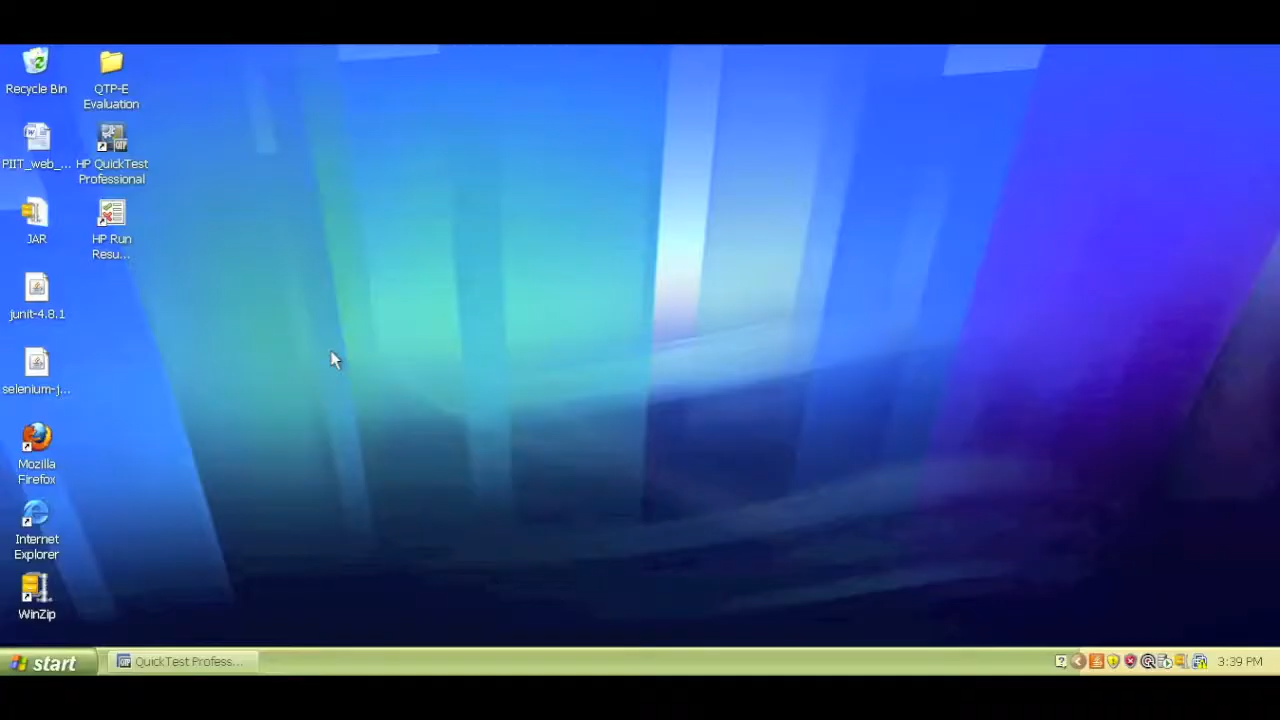 Recycle Bin
QTP-E
Evaluation
PIIT_web_...
HP QuickTest
Professional
JAR
HP Run
Resu...
junit-4.8.1
selenium-j...
Mozilla
Firefox
Internet
Explorer
WinZip
start
QuickTest Profess...
3:39 PM